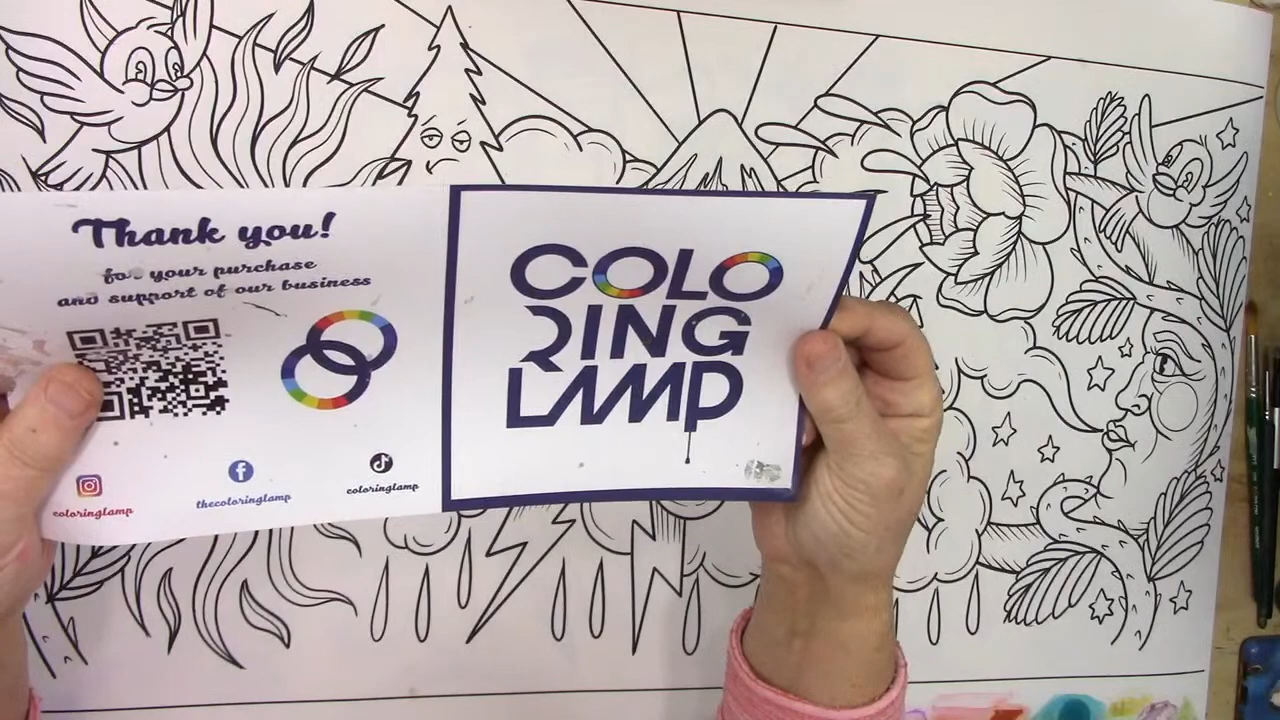 Thank you!
for your purchase
and support of our business
coloringlamp
thecoloringlamp
coloringlamp
COLO
RING
LAMP